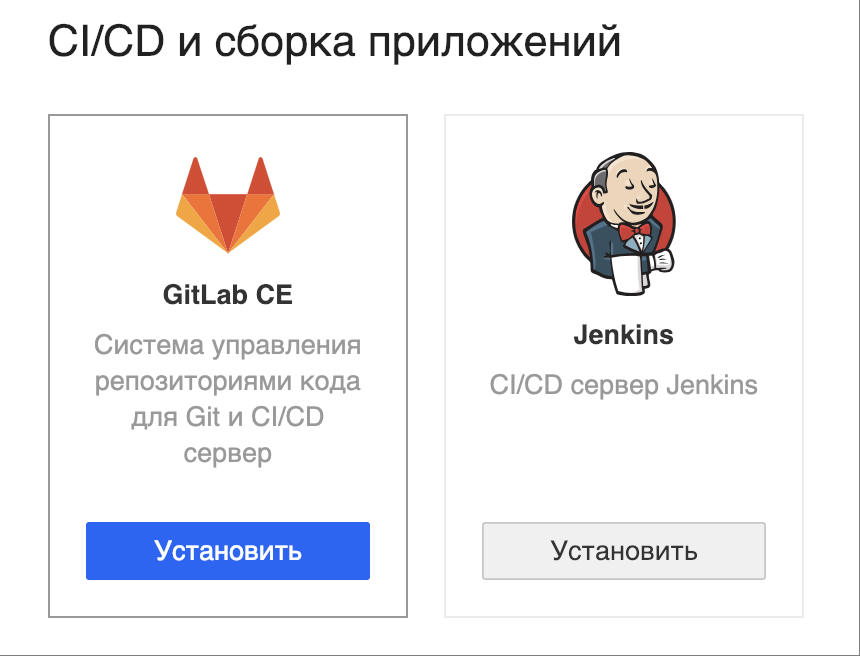 CI/CD и сборка приложений
GitLab CE
Система управления
репозиториями кода
для Git и CI/CD
сервер
Установить
Jenkins
CI/CD сервер Jenkins
Установить